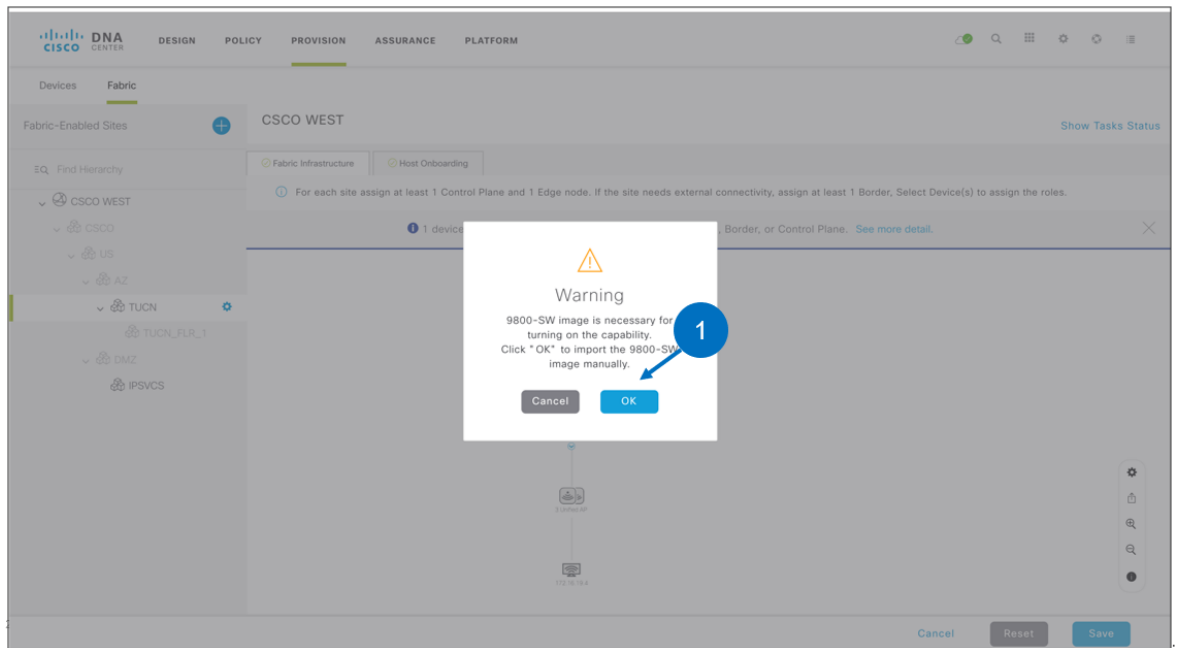 CISCO DNA CENTER DESIGN POLICY PROVISION ASSURANCE PLATFORM
Devices Fabric
Fabric-Enabled Sites CSCO WEST Show Tasks Status
Find Hierarchy Fabric Infrastructure Host Onboarding
For each site assign at least 1 Control Plane and 1 Edge node. If the site needs external connectivity, assign at least 1 Border, Select Device(s) to assign the roles.
CSCO WEST
CSCO 1 device , Border, or Control Plane. See more detail.
US
AZ
TUCN
TUCN_FLR_1
DMZ
IPSVCS
Warning
9800-SW image is necessary for
turning on the capability.
Click "OK" to import the 9800-SW
image manually.
1
Cancel OK
Cancel Reset Save